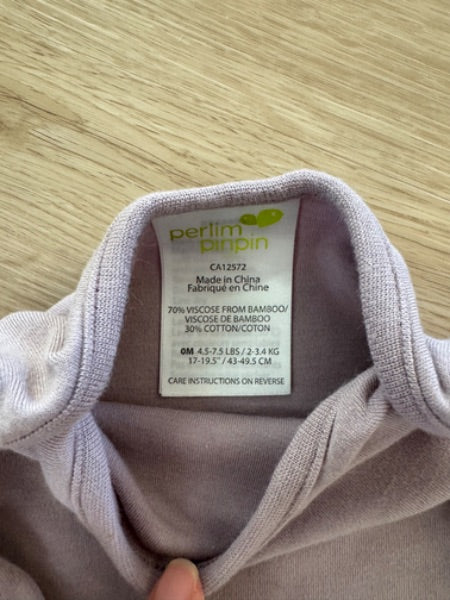 perlim
pinpin
CA12572
Made in China
Fabriqué en Chine
70% VISCOSE FROM BAMBOO/
VISCOSE DE BAMBOO
30% COTTON/COTON
0M 4.5-7.5 LBS / 2-3.4 KG
17-19.5" / 43-49.5 CM
CARE INSTRUCTIONS ON REVERSE